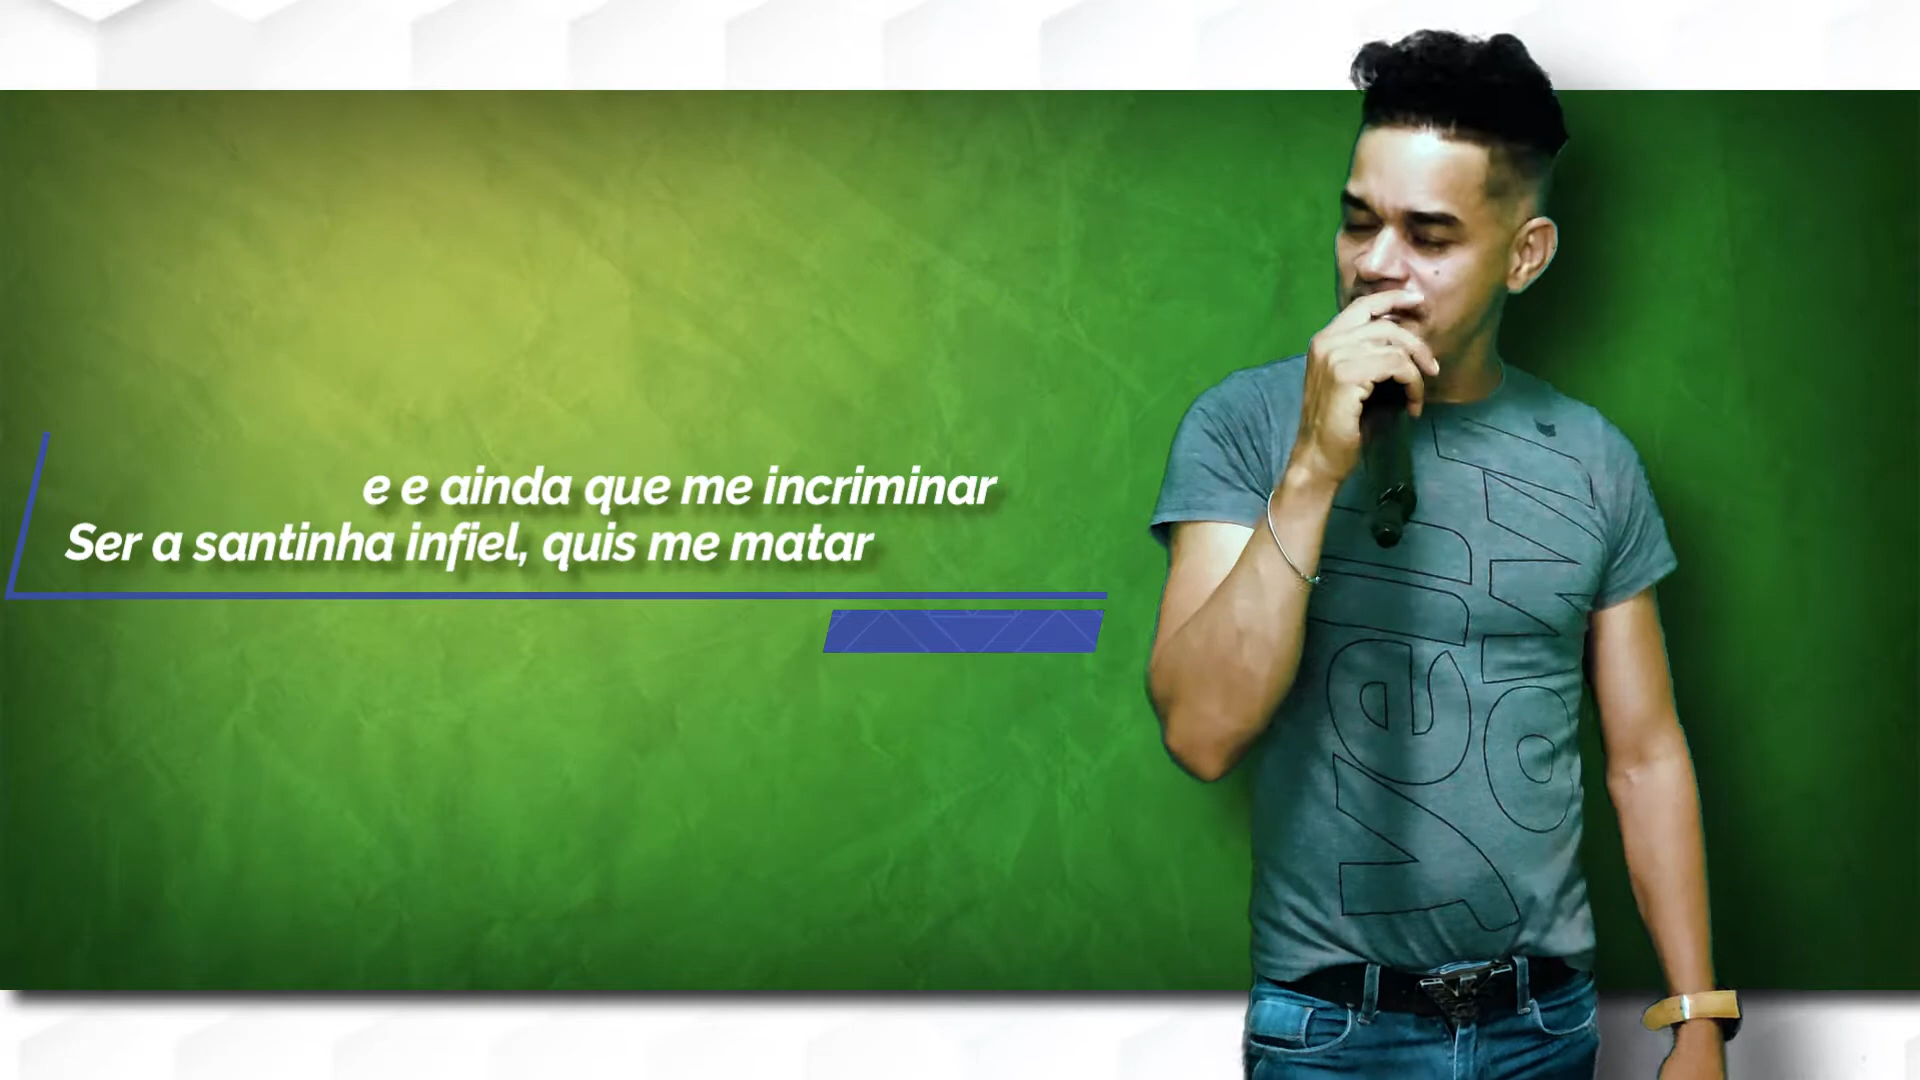 e e ainda que me incriminar
Ser a santinha infiel, quis me matar